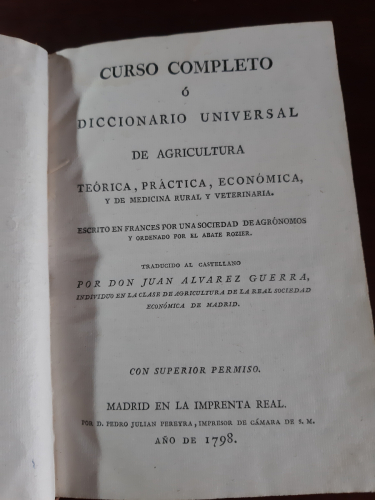 CURSO COMPLETO
Ó
DICCIONARIO UNIVERSAL
DE AGRICULTURA
TEÓRICA, PRÁCTICA, ECONÓMICA,
Y DE MEDICINA RURAL Y VETERINARIA.
ESCRITO EN FRANCES POR UNA SOCIEDAD DE AGRÓNOMOS
Y ORDENADO POR EL ABATE ROZIER.
TRADUCIDO AL CASTELLANO
POR DON JUAN ALVAREZ GUERRA,
INDIVIDUO EN LA CLASE DE AGRICULTURA DE LA REAL SOCIEDAD
ECONÓMICA DE MADRID.
CON SUPERIOR PERMISO.
MADRID EN LA IMPRENTA REAL.
POR D. PEDRO JULIAN PEREYRA, IMPRESOR DE CÁMARA DE S. M.
AÑO DE 1798.